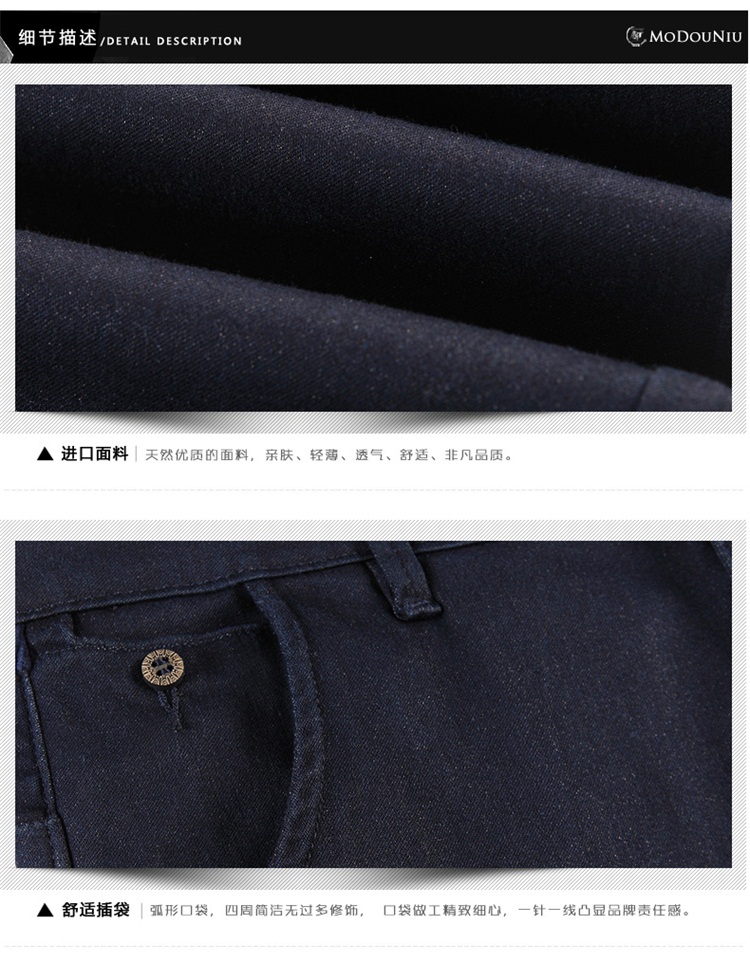 细节描述/DETAIL DESCRIPTION
MoDouNiu
▲ 进口面料 | 天然优质的面料，亲肤、轻薄、透气、舒适、非凡品质。
▲ 舒适插袋 | 弧形口袋，四周简洁无过多修饰， 口袋做工精致细心，一针一线凸显品牌责任感。